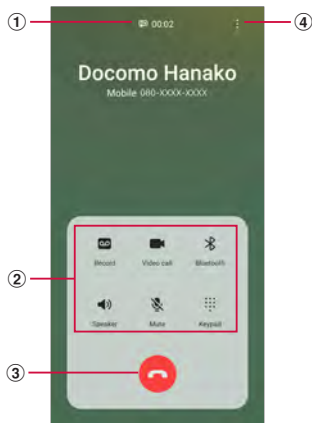 ① 00:02 ④
Docomo Hanako
Mobile 080-XXXX-XXXX
②
Record Video call Bluetooth
Speaker Mute Keypad
③